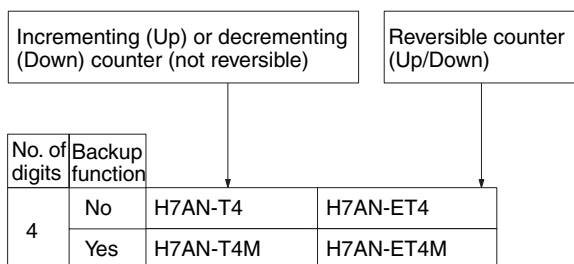 Incrementing (Up) or decrementing
(Down) counter (not reversible)
Reversible counter
(Up/Down)
No. of
digits
Backup
function
4
No
H7AN-T4
H7AN-ET4
Yes
H7AN-T4M
H7AN-ET4M